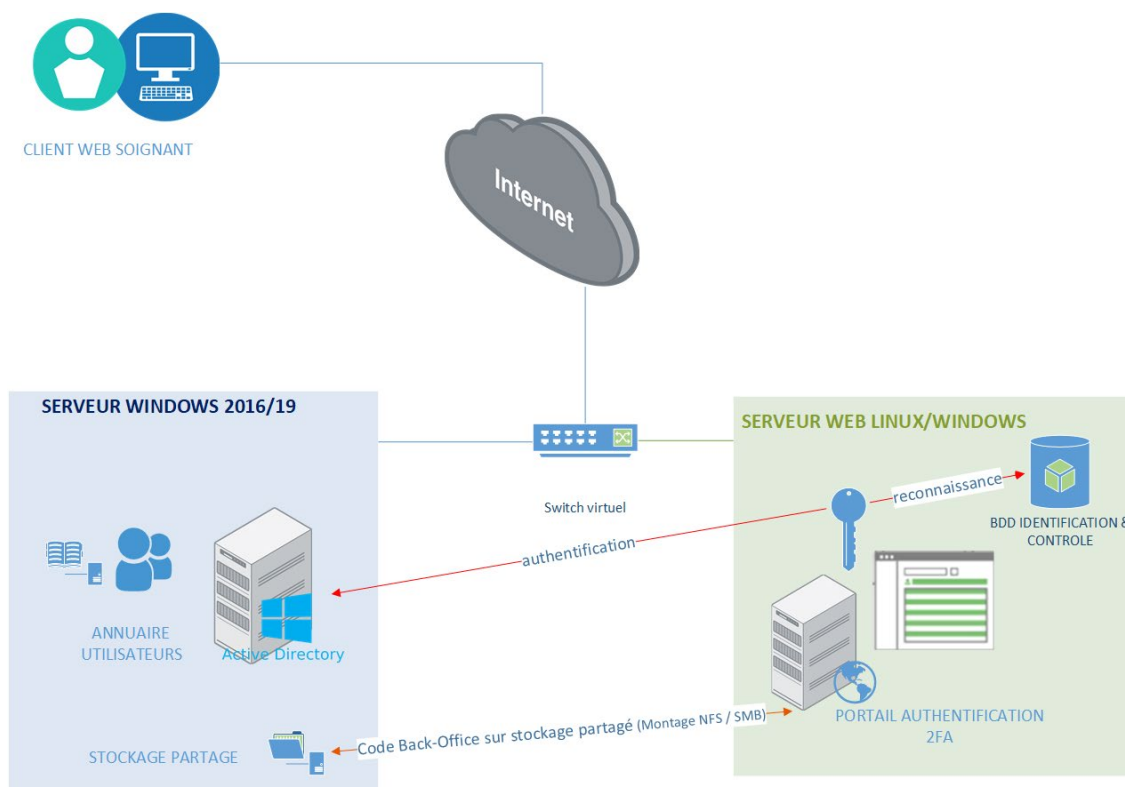 CLIENT WEB SOIGNANT
Internet
SERVEUR WINDOWS 2016/19
SERVEUR WEB LINUX/WINDOWS
Switch virtuel
reconnaissance
BDD IDENTIFICATION &
CONTROLE
authentification
ANNUAIRE
UTILISATEURS
Active Directory
Code Back-Office sur stockage partagé (Montage NFS / SMB)
PORTAIL AUTHENTIFICATION
2FA
STOCKAGE PARTAGE